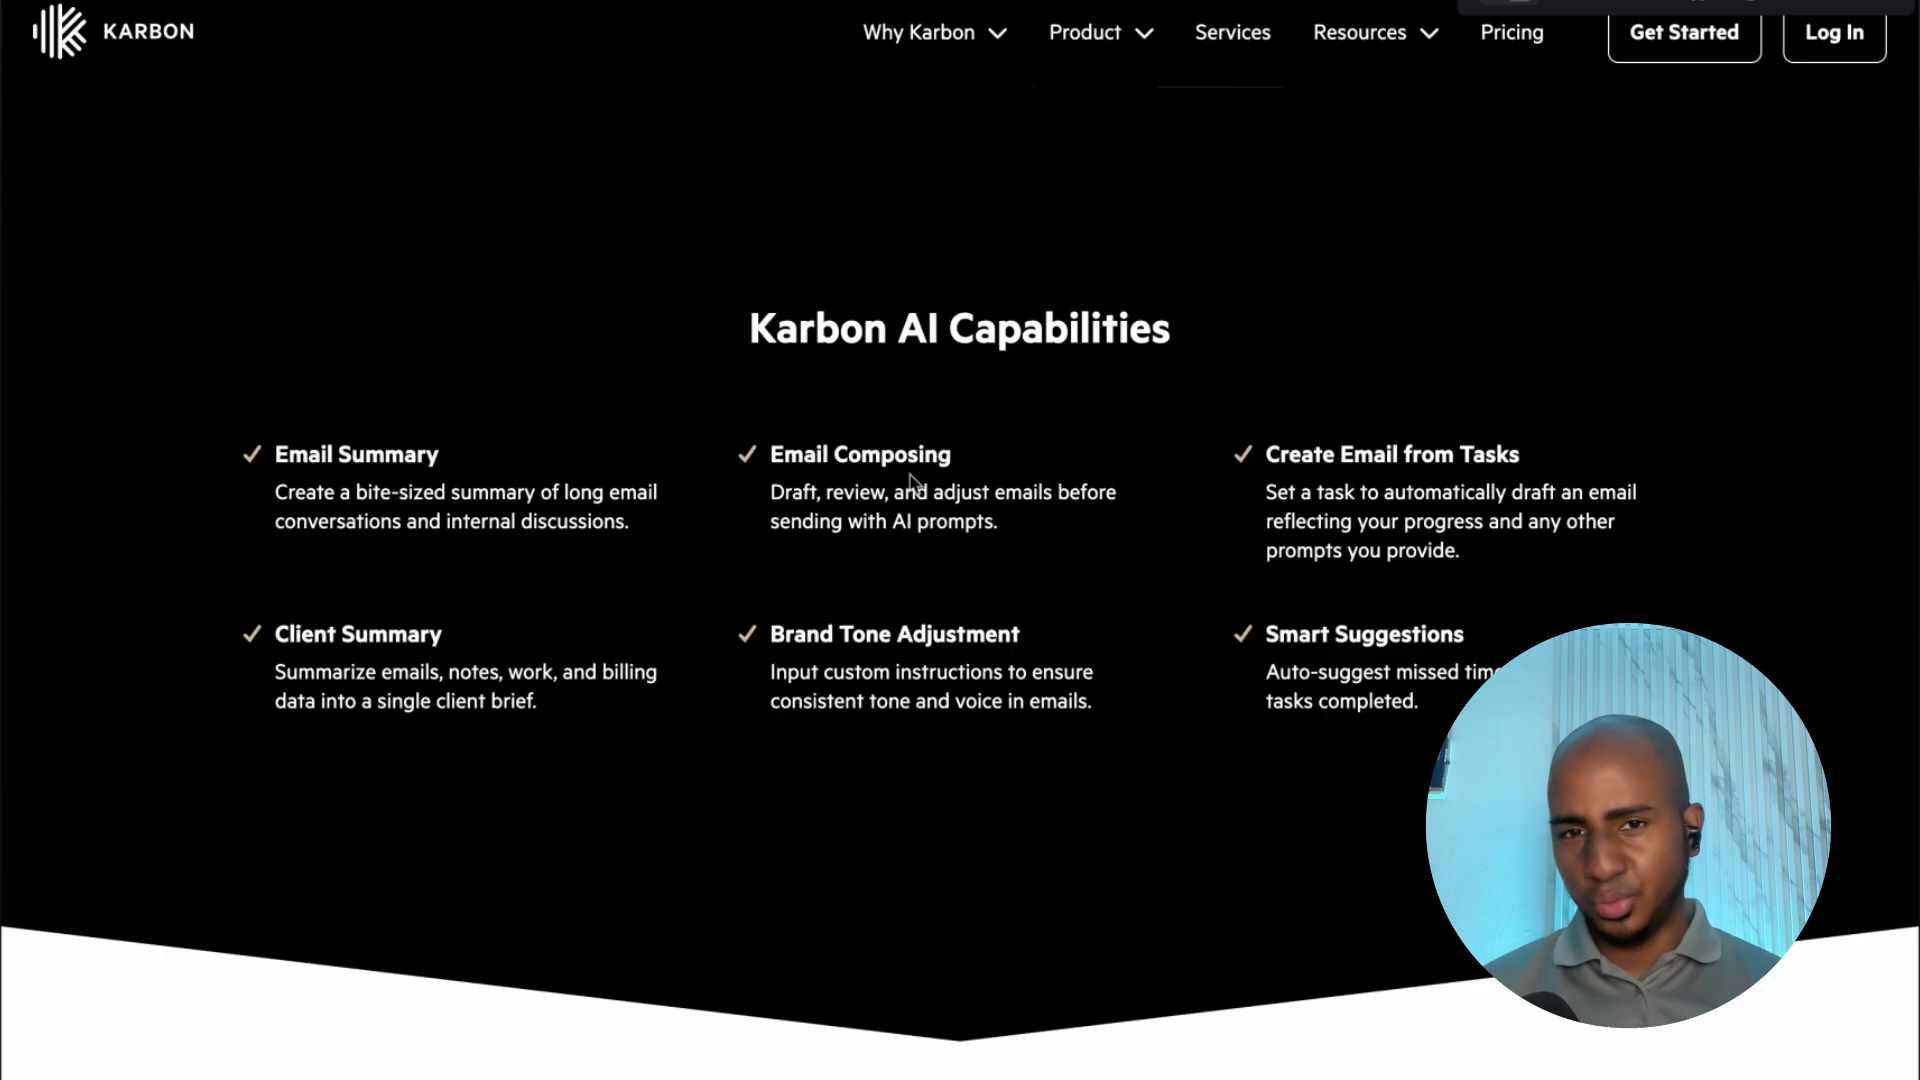 KARBON
Why Karbon
Product
Services
Resources
Pricing
Get Started
Log In
Karbon AI Capabilities
Email Summary
Create a bite-sized summary of long email
conversations and internal discussions.
Email Composing
Draft, review, and adjust emails before
sending with AI prompts.
Create Email from Tasks
Set a task to automatically draft an email
reflecting your progress and any other
prompts you provide.
Client Summary
Summarize emails, notes, work, and billing
data into a single client brief.
Brand Tone Adjustment
Input custom instructions to ensure
consistent tone and voice in emails.
Smart Suggestions
Auto-suggest missed
tasks completed.